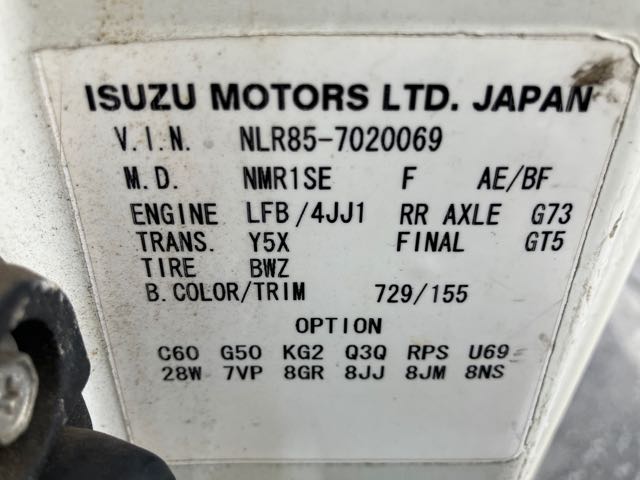 ISUZU MOTORS LTD. JAPAN
V.I.N. NLR85-7020069
M.D. NMR1SE F AE/BF
ENGINE LFB/4JJ1 RR AXLE G73
TRANS. Y5X FINAL GT5
TIRE BWZ
B.COLOR/TRIM 729/155
OPTION
C60 G50 KG2 Q3Q RPS U69
28W 7VP 8GR 8JJ 8JM 8NS